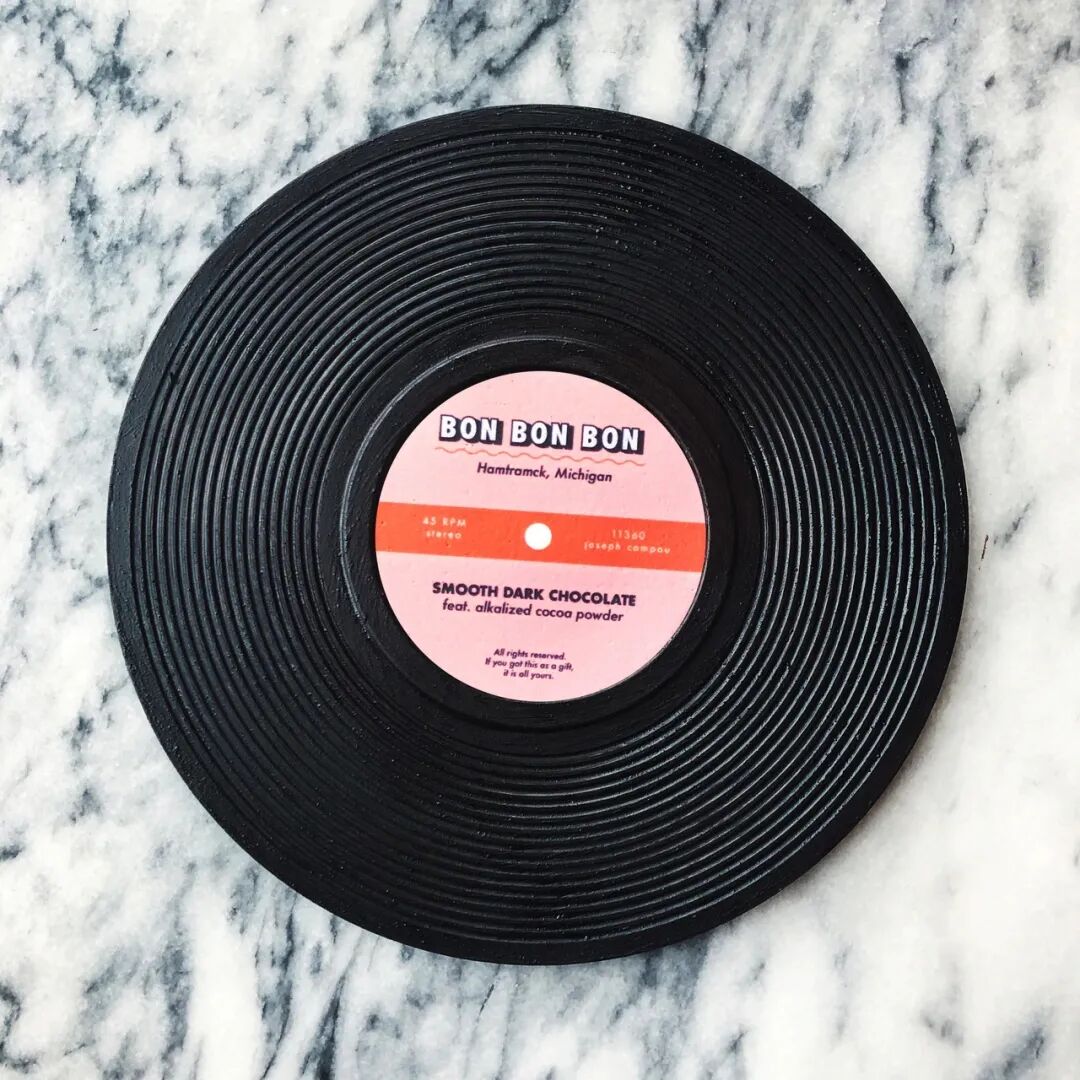 BON BON BON
Hamtramck, Michigan
45 RPM
stereo
11360
joseph campau
SMOOTH DARK CHOCOLATE
feat. alkalized cocoa powder
All rights reserved.
If you got this as a gift,
it is all yours.